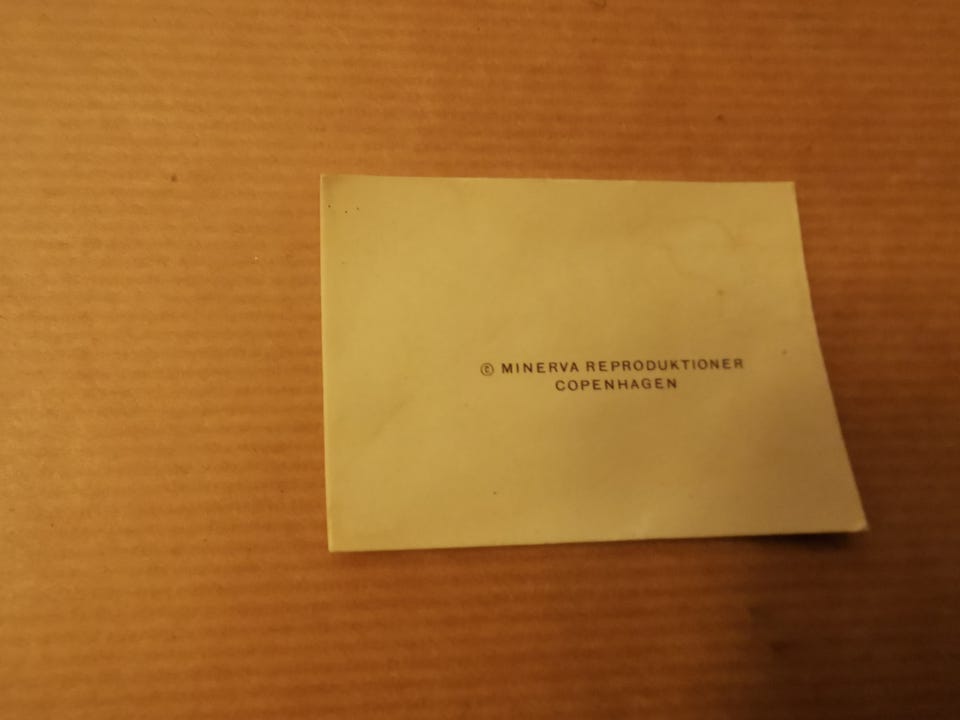 © MINERVA REPRODUKTIONER
COPENHAGEN